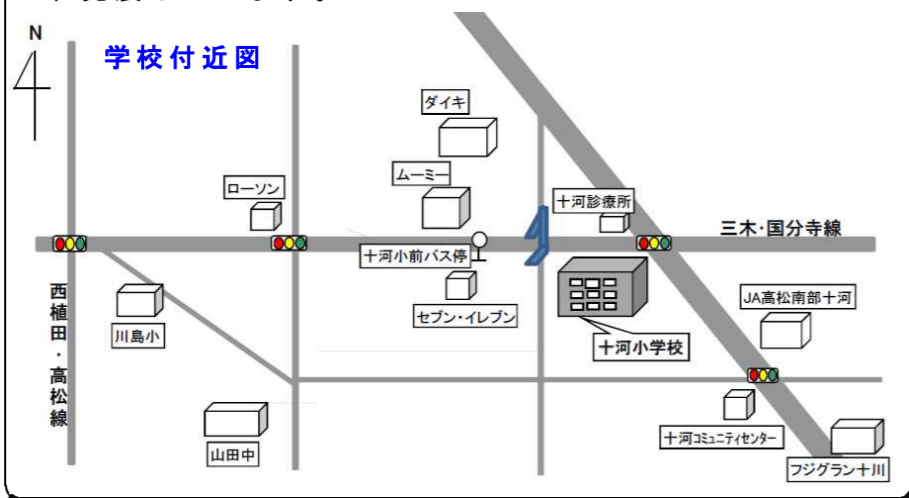 N
学校付近図
ダイキ
ムーミー
ローソン
十河診療所
三木・国分寺線
十河小前バス停
セブン・イレブン
西植田・高松線
川島小
十河小学校
JA高松南部十河
山田中
十河コミュニティセンター
フジグラン十川